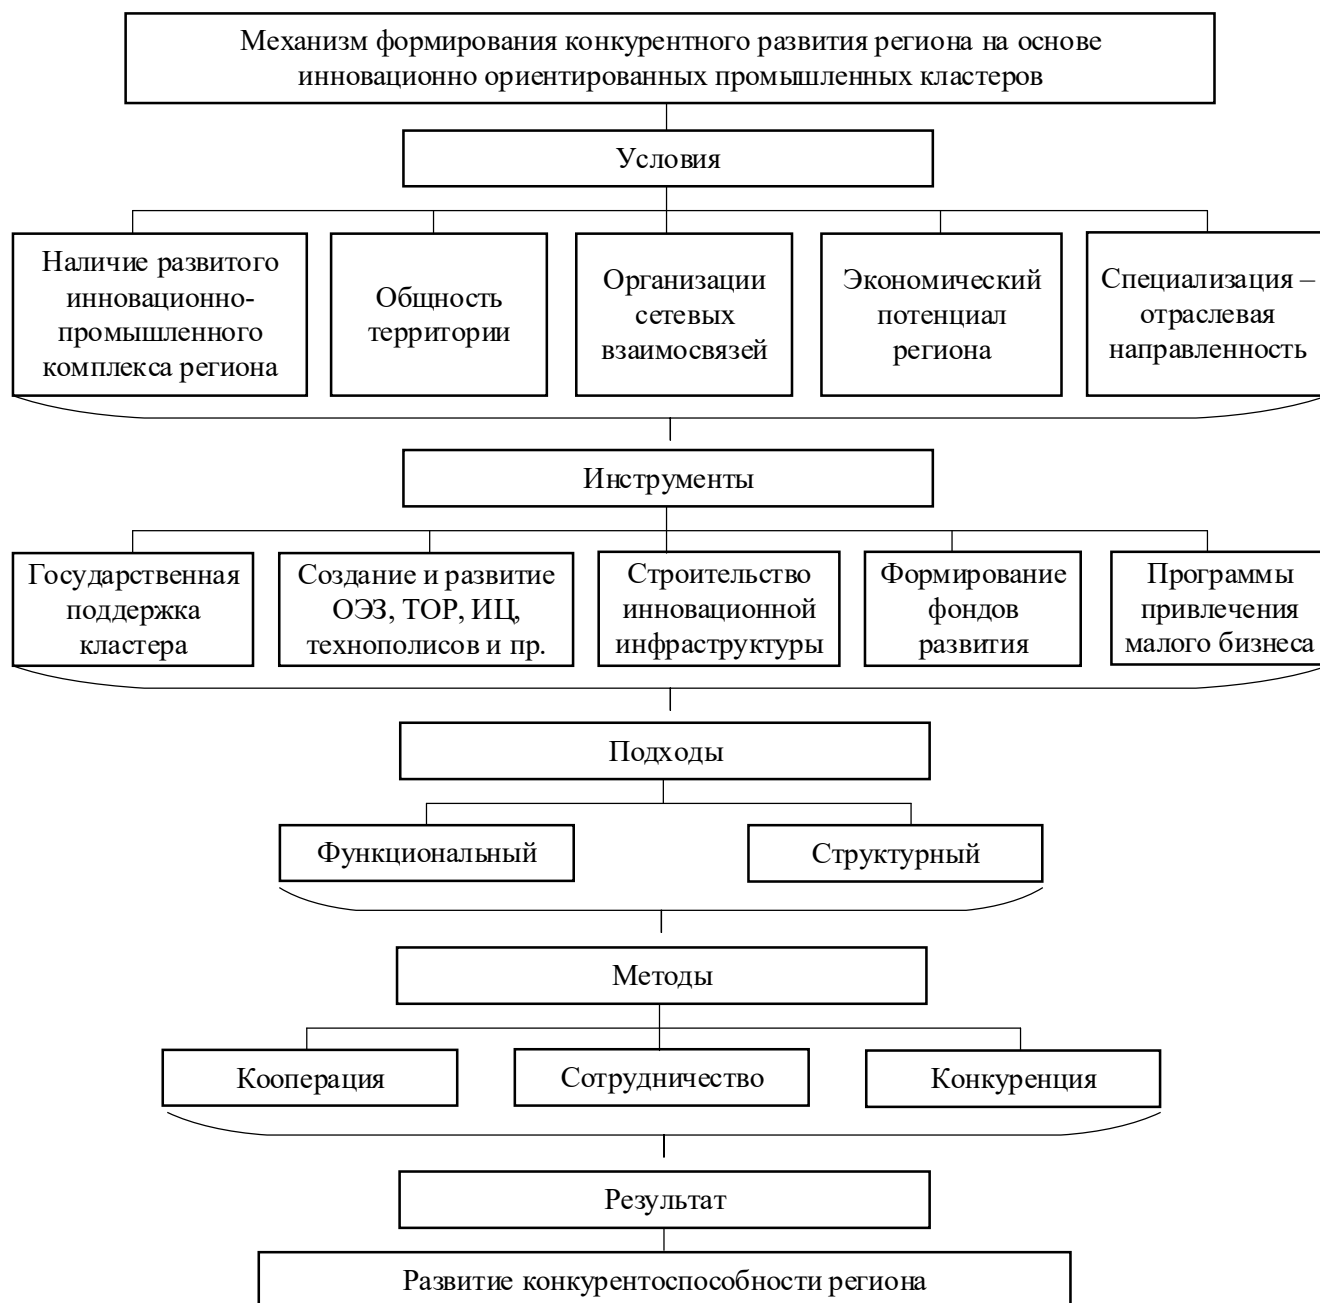 Механизм формирования конкурентного развития региона на основе
инновационно ориентированных промышленных кластеров
Условия
Наличие развитого
инновационно-
промышленного
комплекса региона
Общность
территории
Организации
сетевых
взаимосвязей
Экономический
потенциал
региона
Специализация –
отраслевая
направленность
Инструменты
Государственная
поддержка
кластера
Создание и развитие
ОЭЗ, ТОР, ИЦ,
технополисов и пр.
Строительство
инновационной
инфраструктуры
Формирование
фондов
развития
Программы
привлечения
малого бизнеса
Подходы
Функциональный
Структурный
Методы
Кооперация
Сотрудничество
Конкуренция
Результат
Развитие конкурентоспособности региона